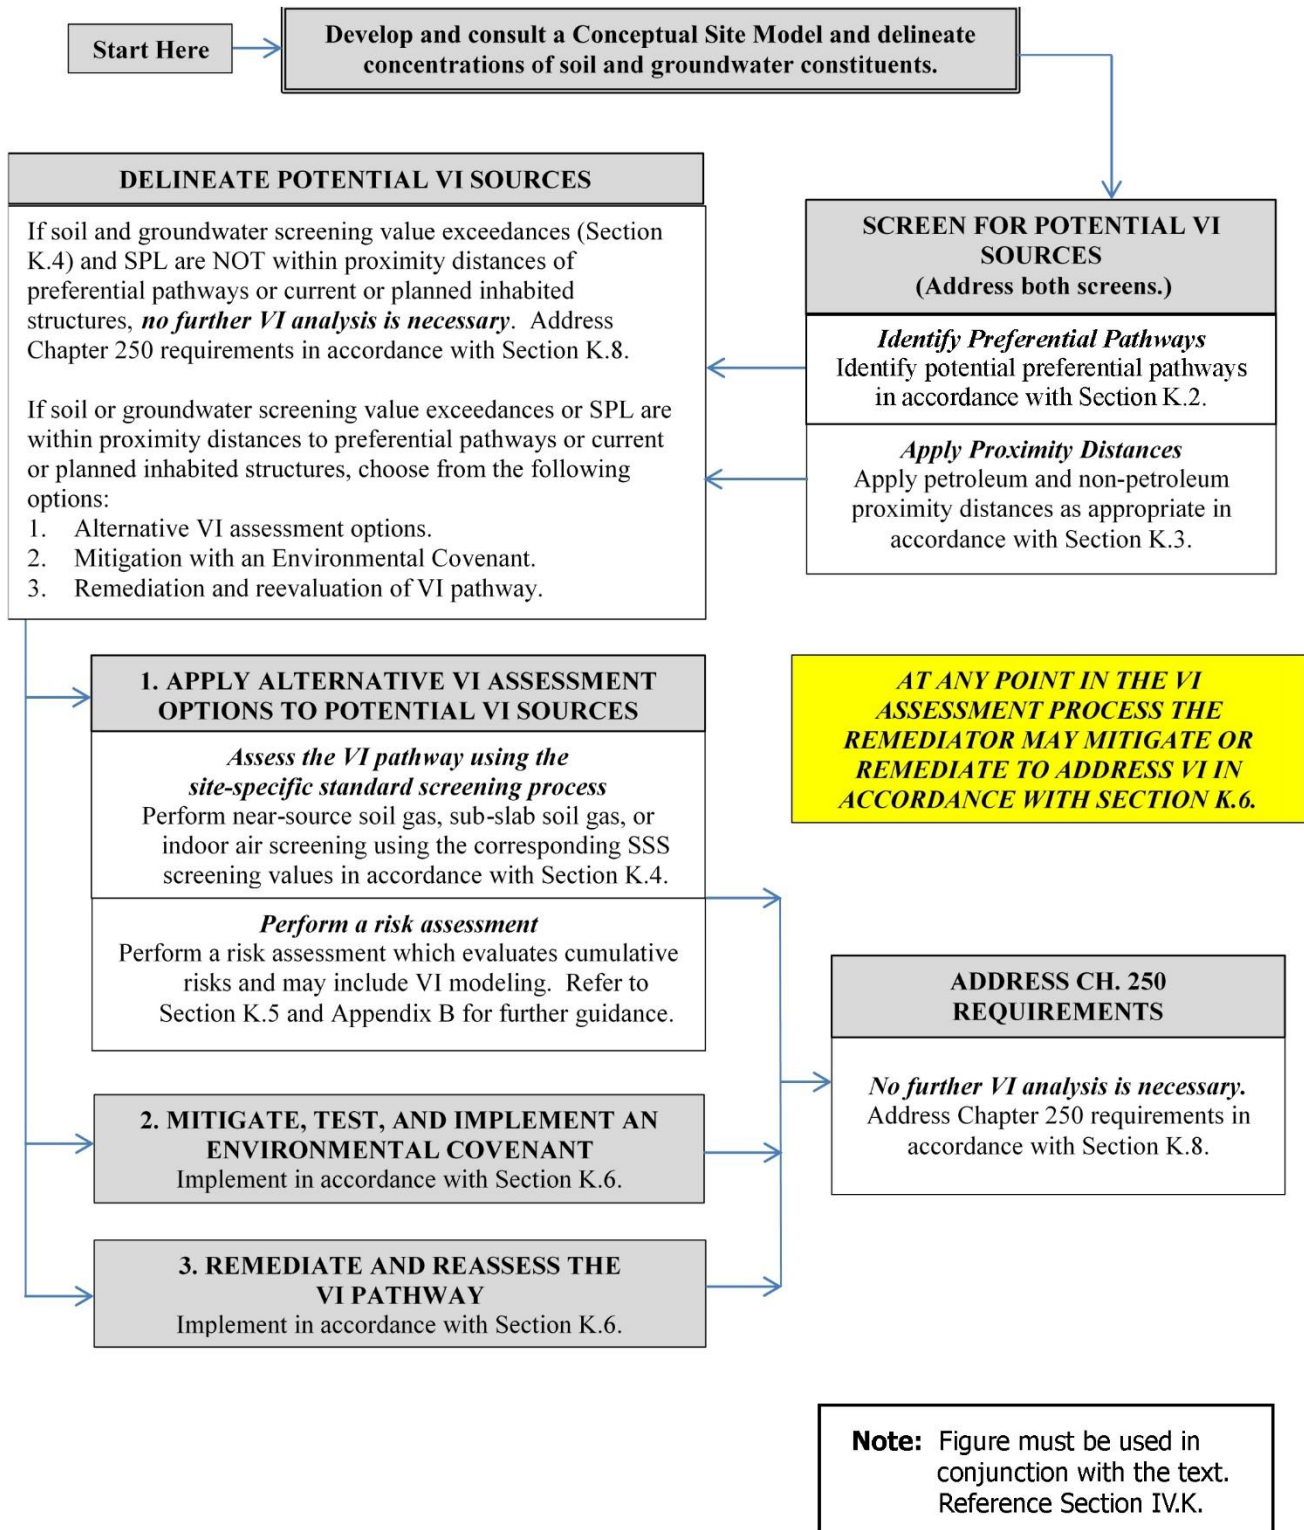 Start Here
Develop and consult a Conceptual Site Model and delineate
concentrations of soil and groundwater constituents.
DELINEATE POTENTIAL VI SOURCES
If soil and groundwater screening value exceedances (Section
K.4) and SPL are NOT within proximity distances of
preferential pathways or current or planned inhabited
structures, no further VI analysis is necessary. Address
Chapter 250 requirements in accordance with Section K.8.
If soil or groundwater screening value exceedances or SPL are
within proximity distances to preferential pathways or current
or planned inhabited structures, choose from the following
options:
1. Alternative VI assessment options.
2. Mitigation with an Environmental Covenant.
3. Remediation and reevaluation of VI pathway.
SCREEN FOR POTENTIAL VI
SOURCES
(Address both screens.)
Identify Preferential Pathways
Identify potential preferential pathways
in accordance with Section K.2.
Apply Proximity Distances
Apply petroleum and non-petroleum
proximity distances as appropriate in
accordance with Section K.3.
1. APPLY ALTERNATIVE VI ASSESSMENT
OPTIONS TO POTENTIAL VI SOURCES
Assess the VI pathway using the
site-specific standard screening process
Perform near-source soil gas, sub-slab soil gas, or
indoor air screening using the corresponding SSS
screening values in accordance with Section K.4.
Perform a risk assessment
Perform a risk assessment which evaluates cumulative
risks and may include VI modeling. Refer to
Section K.5 and Appendix B for further guidance.
AT ANY POINT IN THE VI
ASSESSMENT PROCESS THE
REMEDIATOR MAY MITIGATE OR
REMEDIATE TO ADDRESS VI IN
ACCORDANCE WITH SECTION K.6.
2. MITIGATE, TEST, AND IMPLEMENT AN
ENVIRONMENTAL COVENANT
Implement in accordance with Section K.6.
3. REMEDIATE AND REASSESS THE
VI PATHWAY
Implement in accordance with Section K.6.
ADDRESS CH. 250
REQUIREMENTS
No further VI analysis is necessary.
Address Chapter 250 requirements in
accordance with Section K.8.
Note: Figure must be used in
conjunction with the text.
Reference Section IV.K.